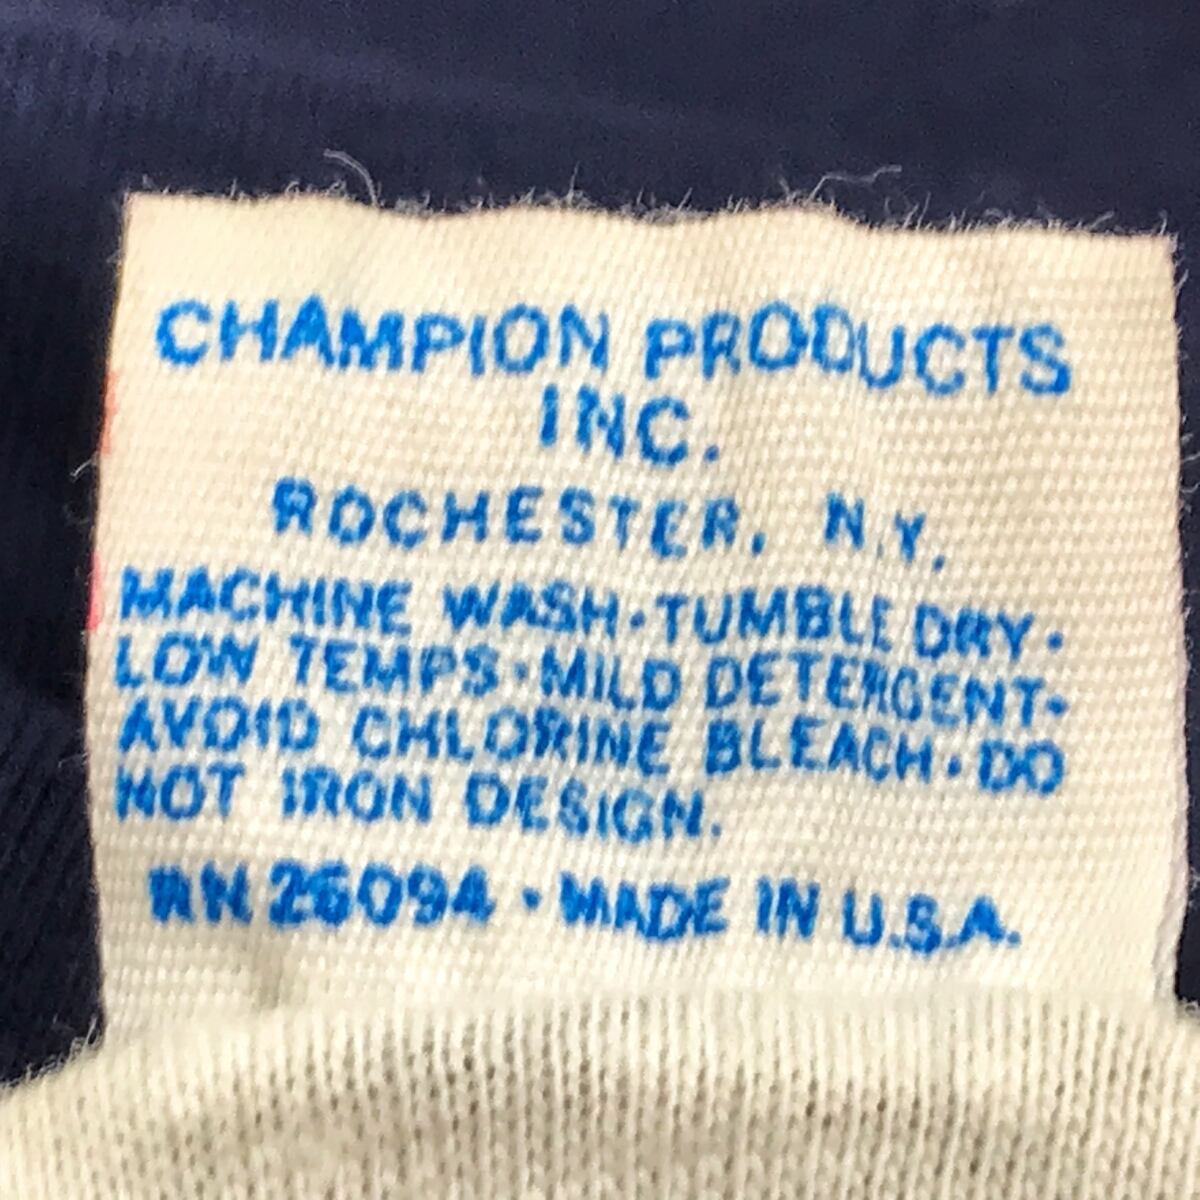 CHAMPION PRODUCTS
INC.
ROCHESTER, N.Y.
MACHINE WASH·TUMBLE DRY·
LOW TEMPS·MILD DETERGENT·
AVOID CHLORINE BLEACH·DO
NOT IRON DESIGN.
RN 26094 · MADE IN U.S.A.